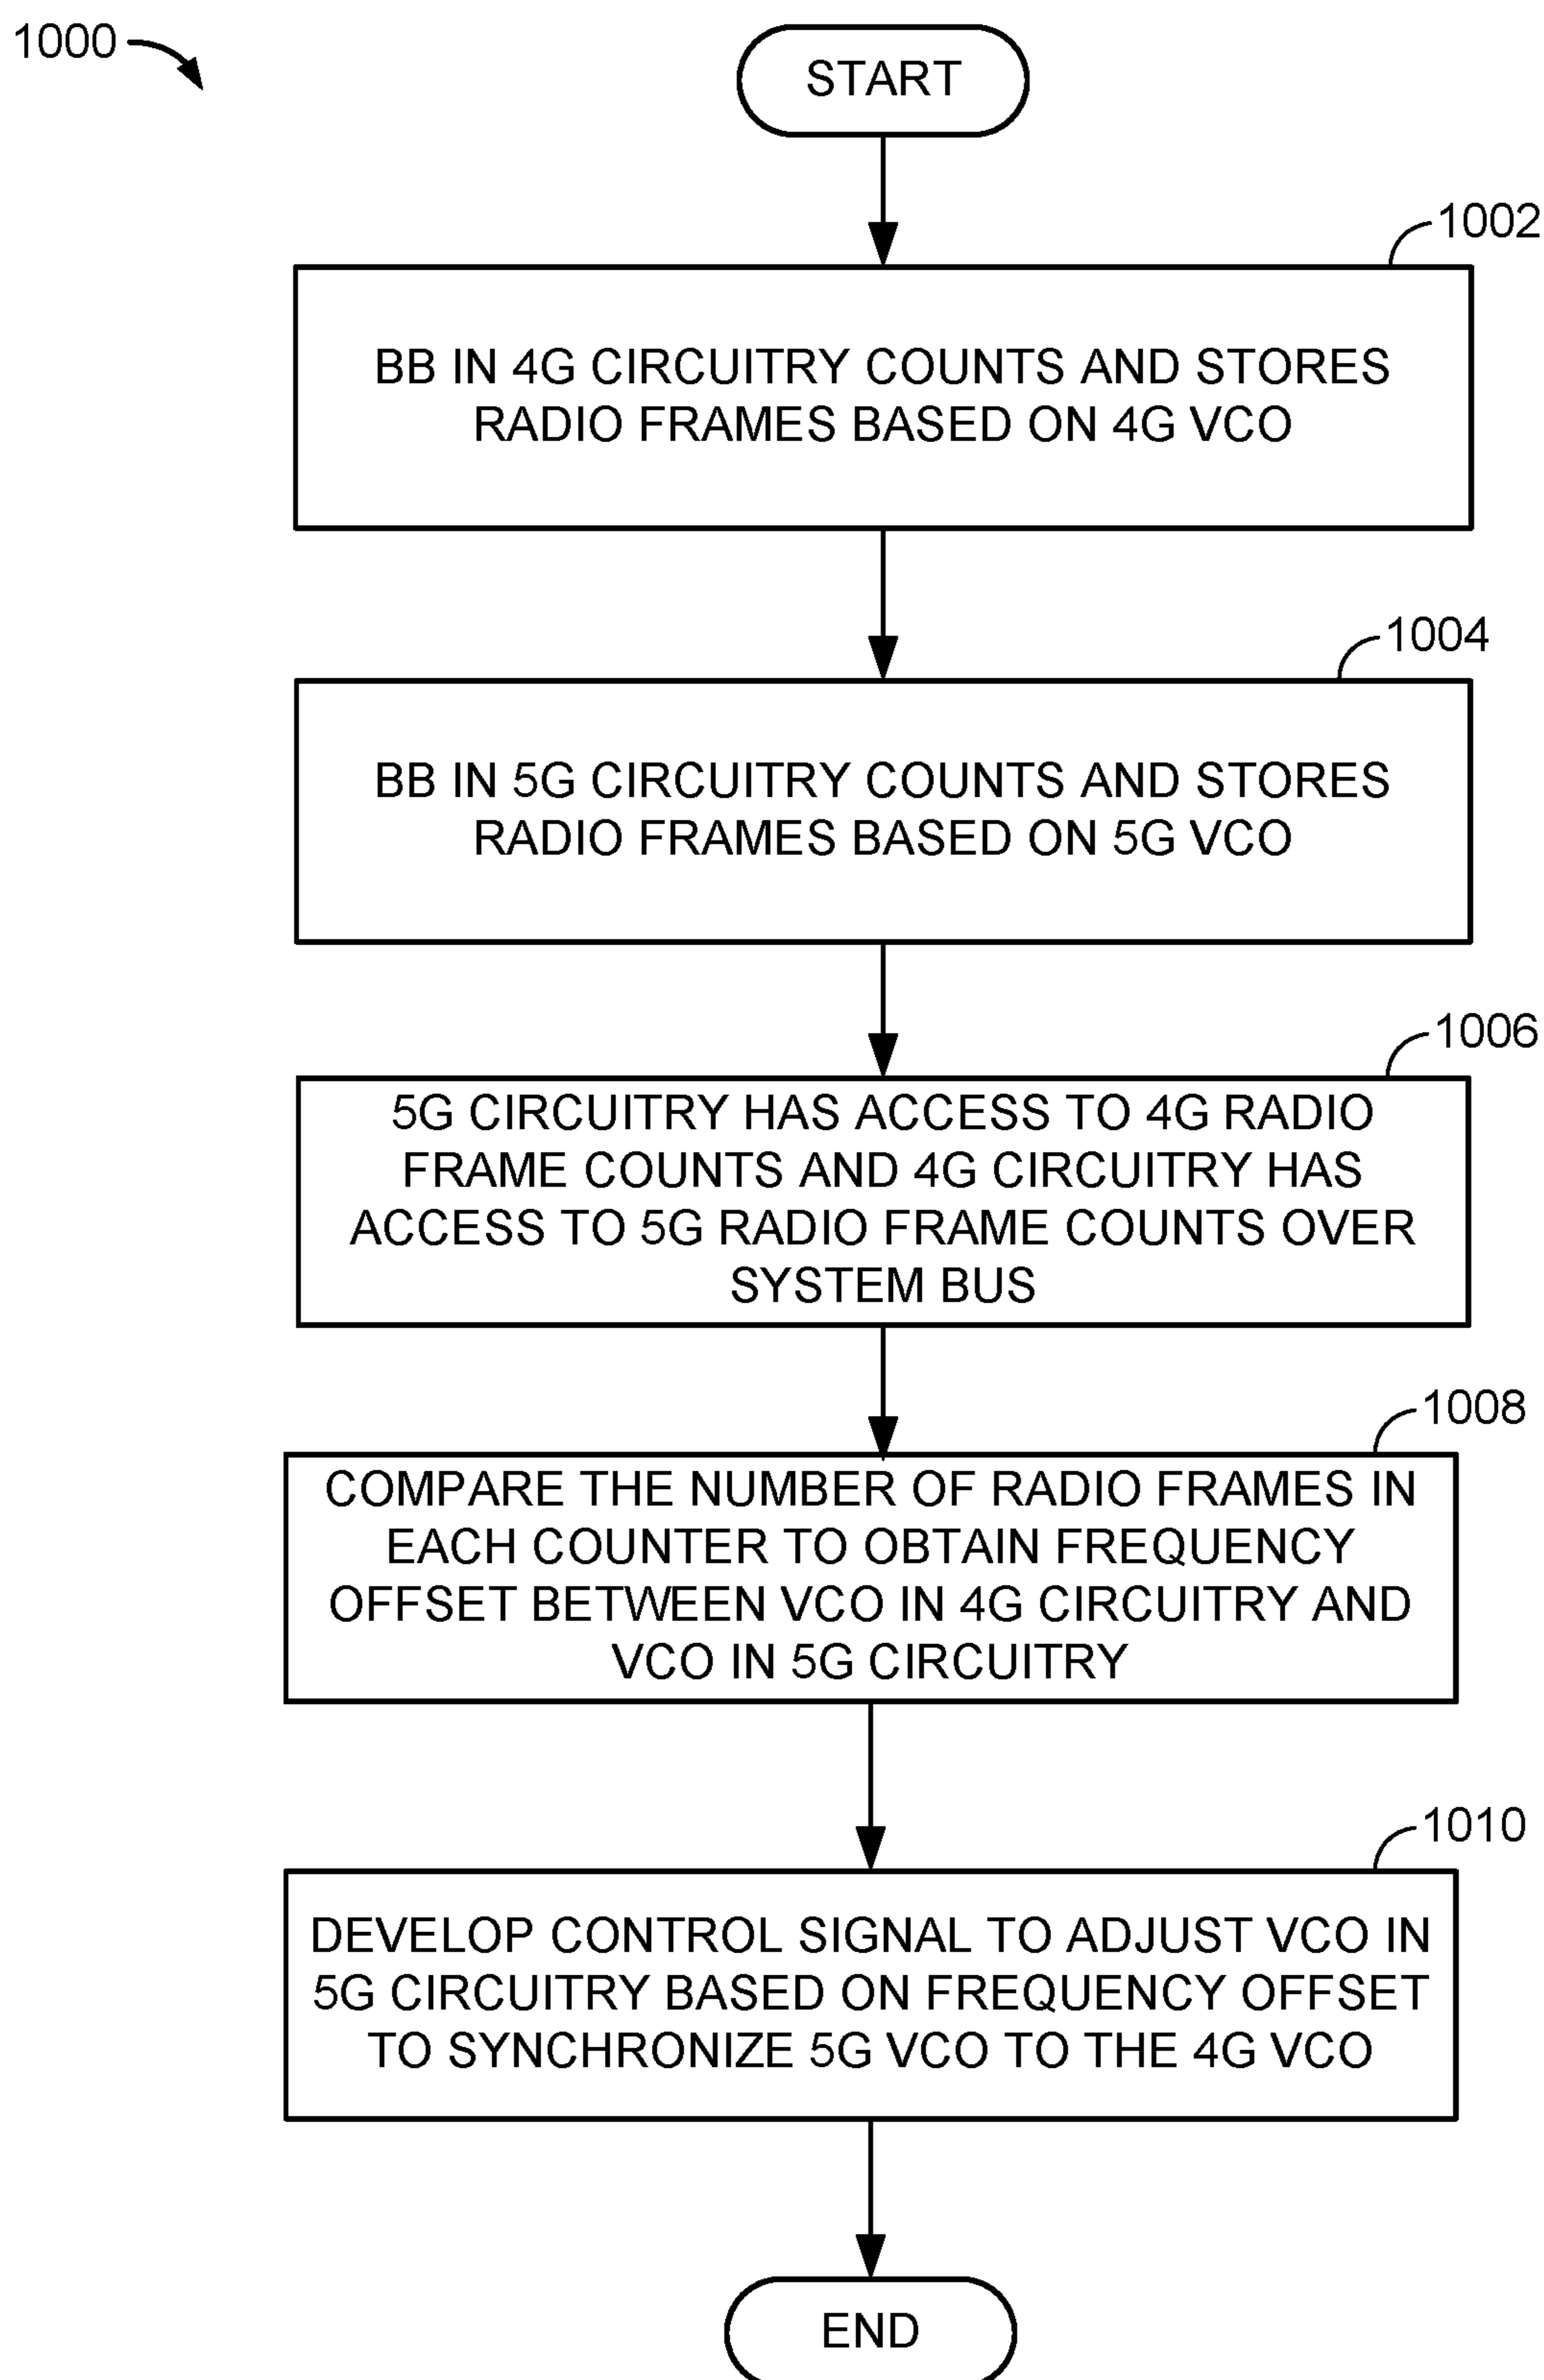 1000
START
1002
BB IN 4G CIRCUITRY COUNTS AND STORES
RADIO FRAMES BASED ON 4G VCO
1004
BB IN 5G CIRCUITRY COUNTS AND STORES
RADIO FRAMES BASED ON 5G VCO
1006
5G CIRCUITRY HAS ACCESS TO 4G RADIO
FRAME COUNTS AND 4G CIRCUITRY HAS
ACCESS TO 5G RADIO FRAME COUNTS OVER
SYSTEM BUS
1008
COMPARE THE NUMBER OF RADIO FRAMES IN
EACH COUNTER TO OBTAIN FREQUENCY
OFFSET BETWEEN VCO IN 4G CIRCUITRY AND
VCO IN 5G CIRCUITRY
1010
DEVELOP CONTROL SIGNAL TO ADJUST VCO IN
5G CIRCUITRY BASED ON FREQUENCY OFFSET
TO SYNCHRONIZE 5G VCO TO THE 4G VCO
END